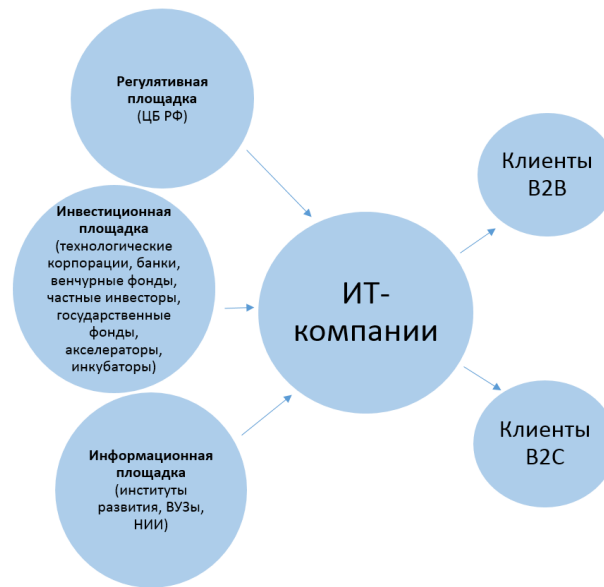 Регулятивная
площадка
(ЦБ РФ)
Инвестиционная
площадка
(технологические
корпорации, банки,
венчурные фонды,
частные инвесторы,
государственные
фонды,
акселераторы,
инкубаторы)
Информационная
площадка
(институты
развития, ВУЗы,
НИИ)
ИТ-
компании
Клиенты
B2B
Клиенты
B2C